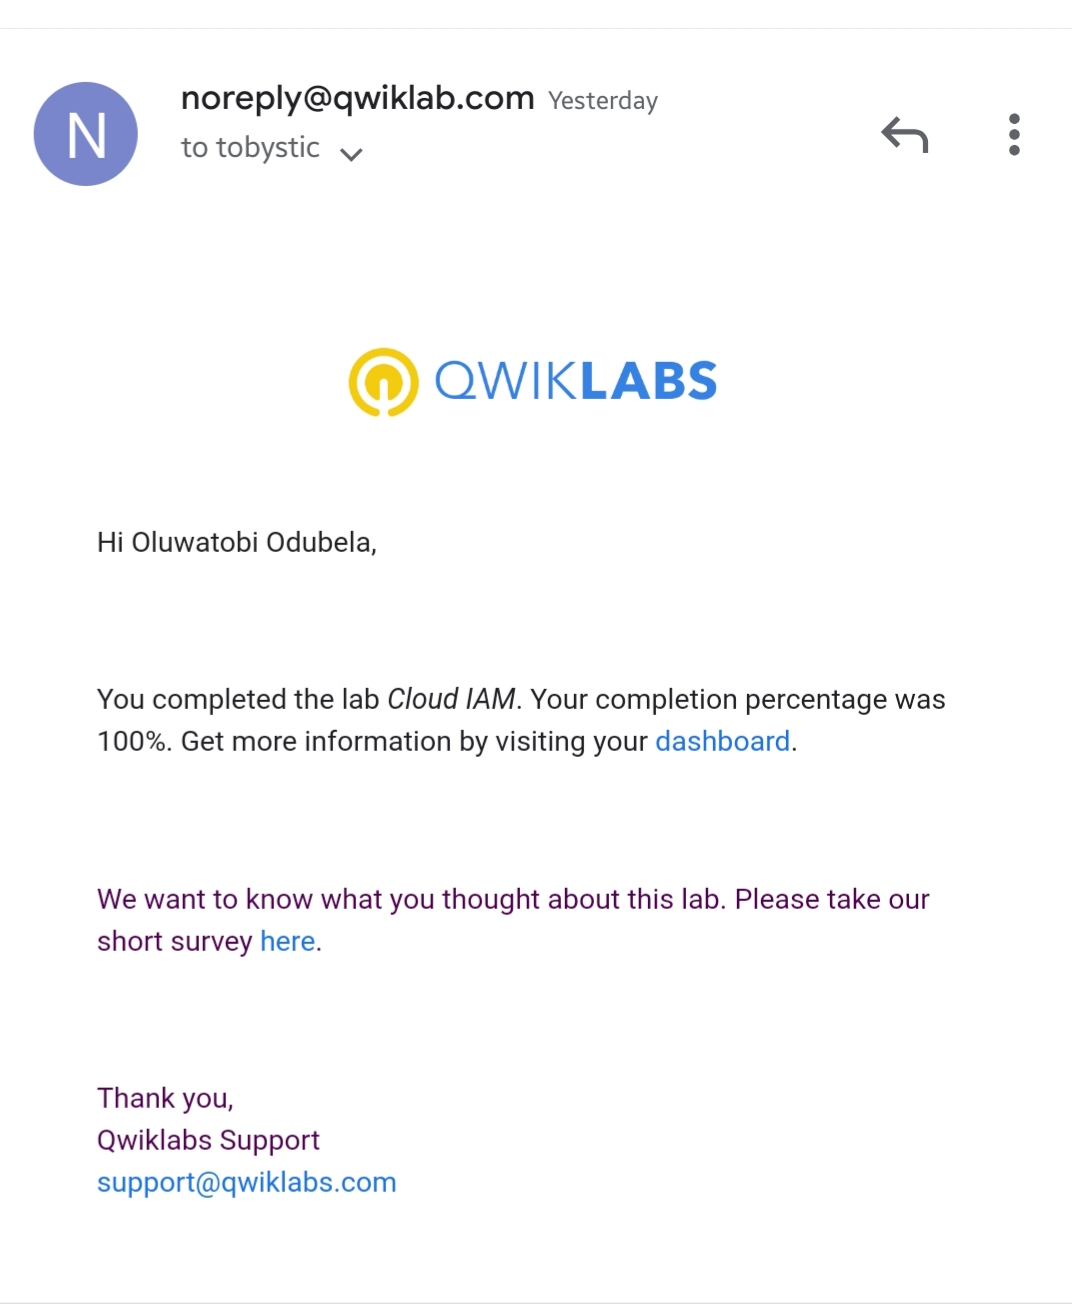 N
noreply@qwiklab.com Yesterday
to tobystic
QWIKLABS
Hi Oluwatobi Odubela,
You completed the lab Cloud IAM. Your completion percentage was
100%. Get more information by visiting your dashboard.
We want to know what you thought about this lab. Please take our
short survey here.
Thank you,
Qwiklabs Support
support@qwiklabs.com